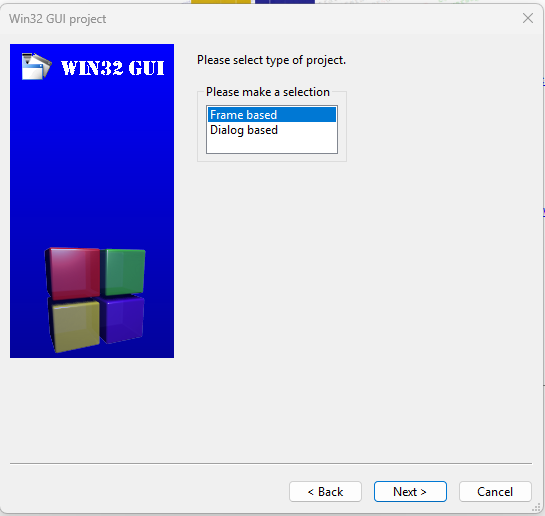 Win32 GUI project
WIN32 GUI
Please select type of project.
Please make a selection
Frame based
Dialog based
< Back
Next >
Cancel